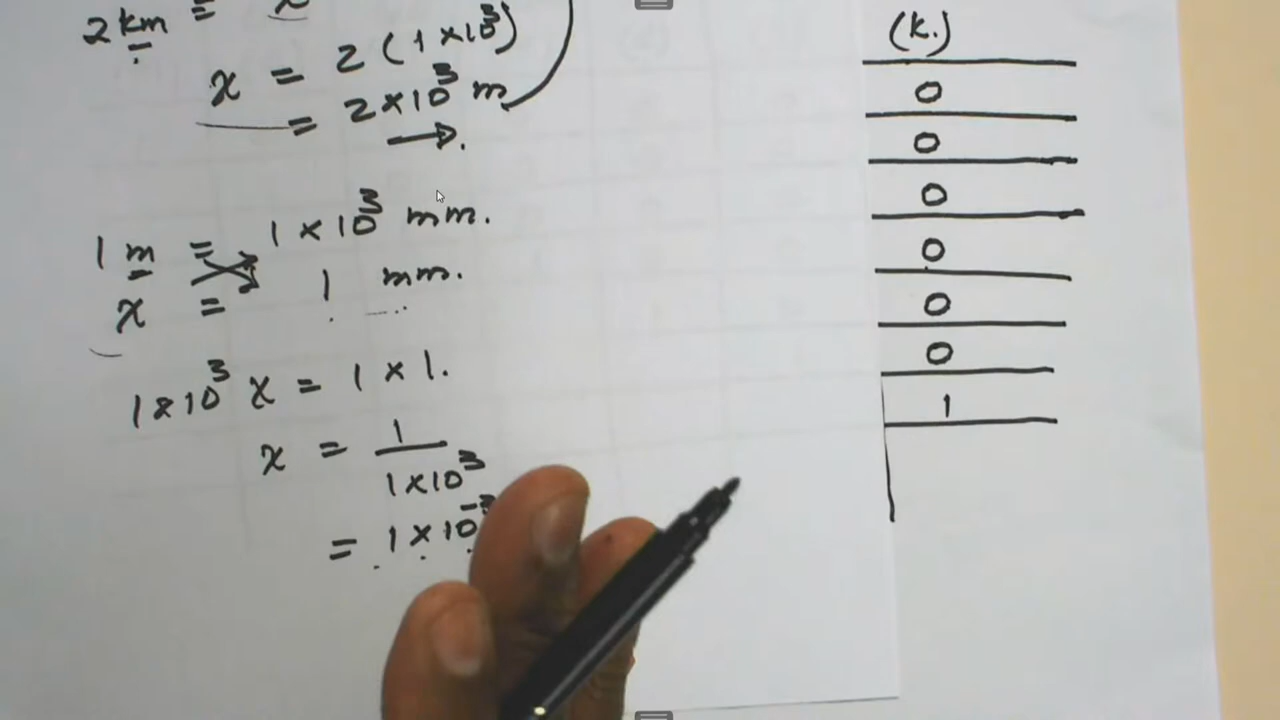 2 km = x
x = 2 (1 × 10³)
= 2 × 10³ m
1 m = 1 × 10³ mm.
x = 1 mm.
1 × 10³ x = 1 × 1.
x = 1 / 1 × 10³
= 1 × 10⁻³
(k.)
0
0
0
0
0
0
1